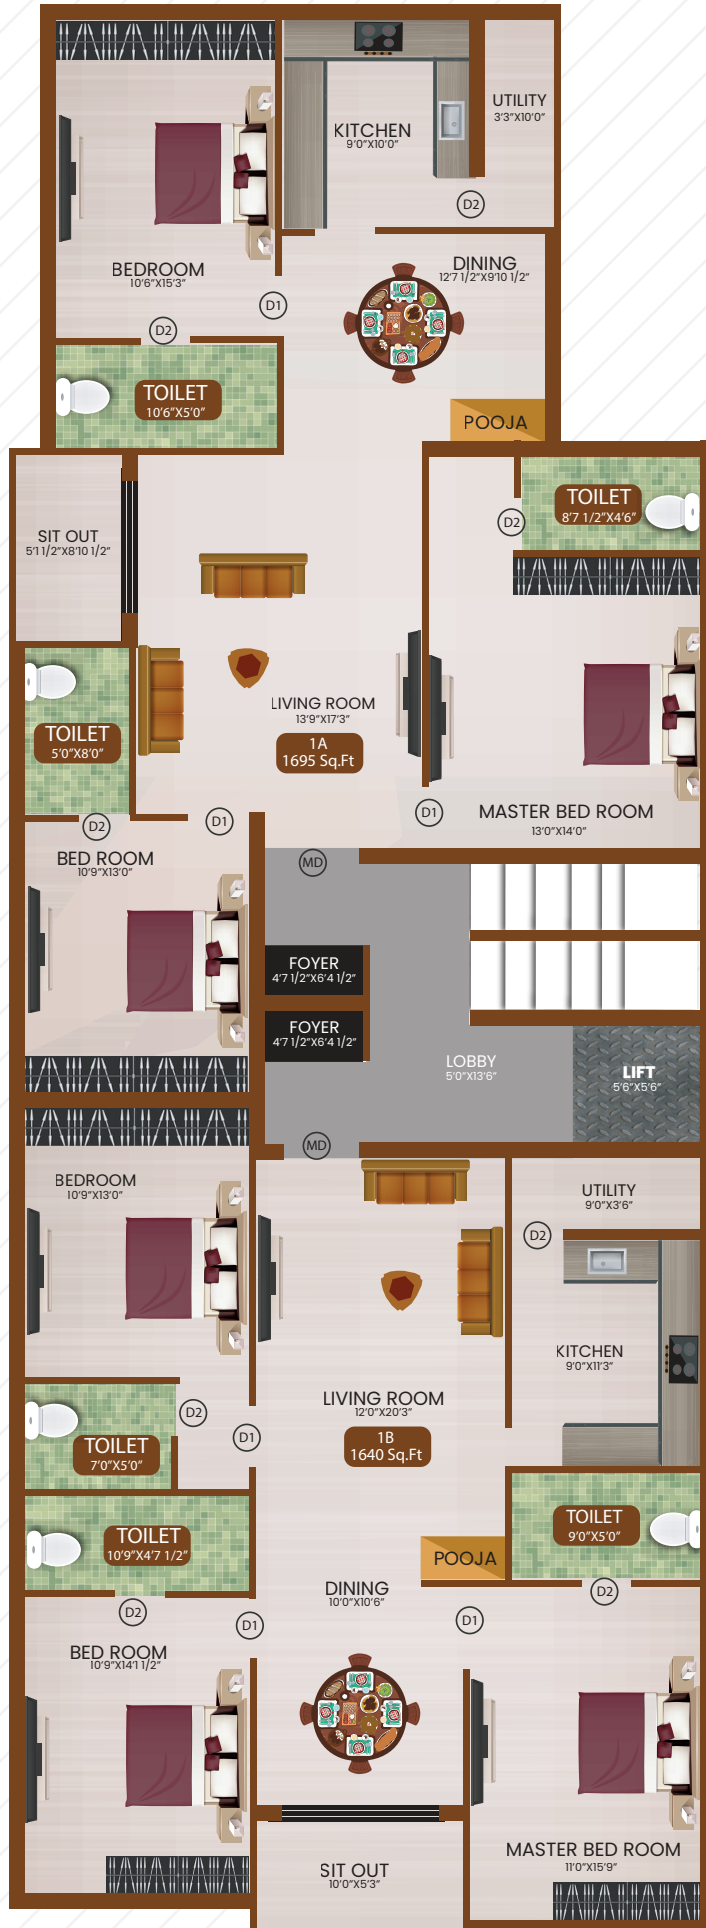 KITCHEN
9'0"X10'0"
UTILITY
3'3"X10'0"
D2
BEDROOM
10'6"X15'3"
DINING
12'7 1/2"X9'10 1/2"
D1
D2
TOILET
10'6"X5'0"
POOJA
SIT OUT
5'1 1/2"X8'10 1/2"
TOILET
8'7 1/2"X4'6"
D2
LIVING ROOM
13'9"X17'3"
1A
1695 Sq.Ft
TOILET
5'0"X8'0"
D2
D1
D1
MASTER BED ROOM
13'0"X14'0"
BED ROOM
10'9"X13'0"
MD
FOYER
4'7 1/2"X6'4 1/2"
FOYER
4'7 1/2"X6'4 1/2"
LOBBY
5'0"X13'6"
LIFT
5'6"X5'6"
MD
BEDROOM
10'9"X13'0"
UTILITY
9'0"X3'6"
D2
KITCHEN
9'0"X11'3"
LIVING ROOM
12'0"X20'3"
1B
1640 Sq.Ft
D2
D1
TOILET
7'0"X5'0"
TOILET
9'0"X5'0"
TOILET
10'9"X4'7 1/2"
POOJA
DINING
10'0"X10'6"
D2
D2
D1
D1
BED ROOM
10'9"X14'1 1/2"
MASTER BED ROOM
11'0"X15'9"
SIT OUT
10'0"X5'3"